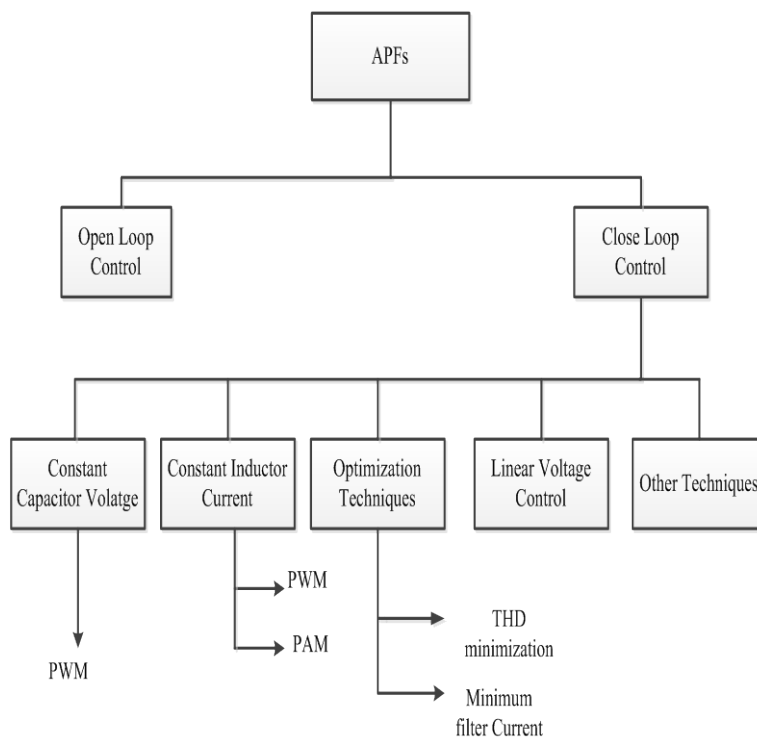 APFs
Open Loop
Control
Close Loop
Control
Constant
Capacitor Volatge
Constant Inductor
Current
Optimization
Techniques
Linear Voltage
Control
Other Techniques
PWM
PWM
PAM
THD
minimization
Minimum
filter Current